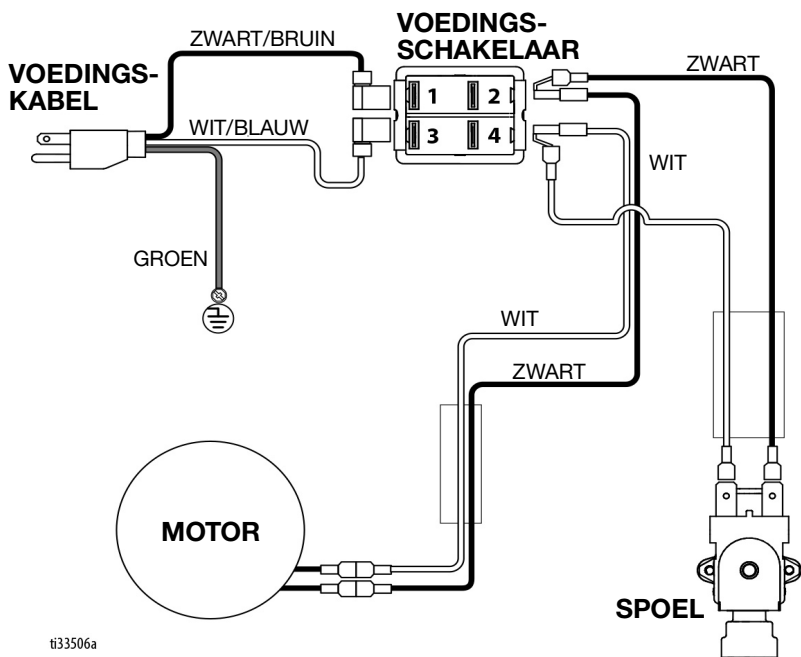 ZWART/BRUIN
VOEDINGS-
SCHAKELAAR
ZWART
VOEDINGS-
KABEL
1
2
WIT/BLAUW
3
4
WIT
GROEN
WIT
ZWART
MOTOR
SPOEL
ti33506a